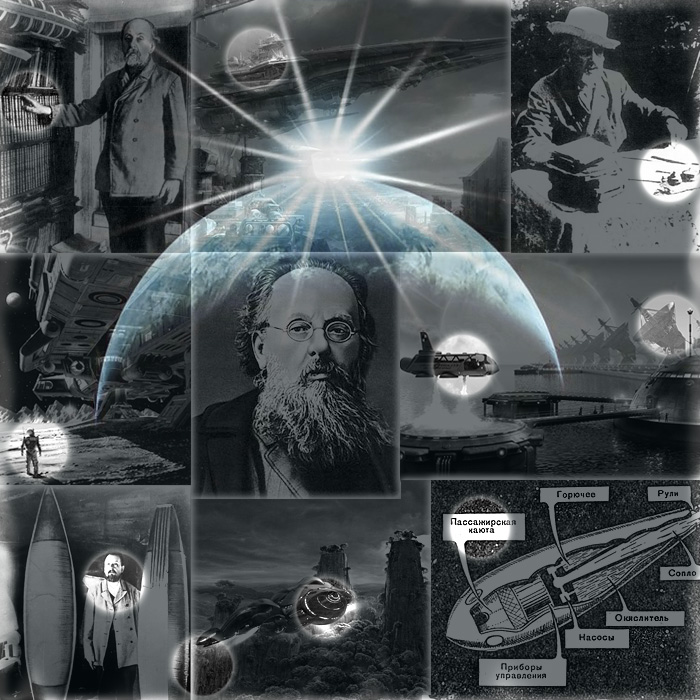 Горючее
Рули
Пассажирская
каюта
Сопло
Окислитель
Насосы
Приборы
управления